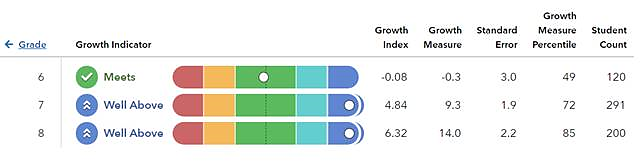 ← Grade Growth Indicator Growth Index Growth Measure Standard Error Growth Measure Percentile Student Count
6 Meets -0.08 -0.3 3.0 49 120
7 Well Above 4.84 9.3 1.9 72 291
8 Well Above 6.32 14.0 2.2 85 200